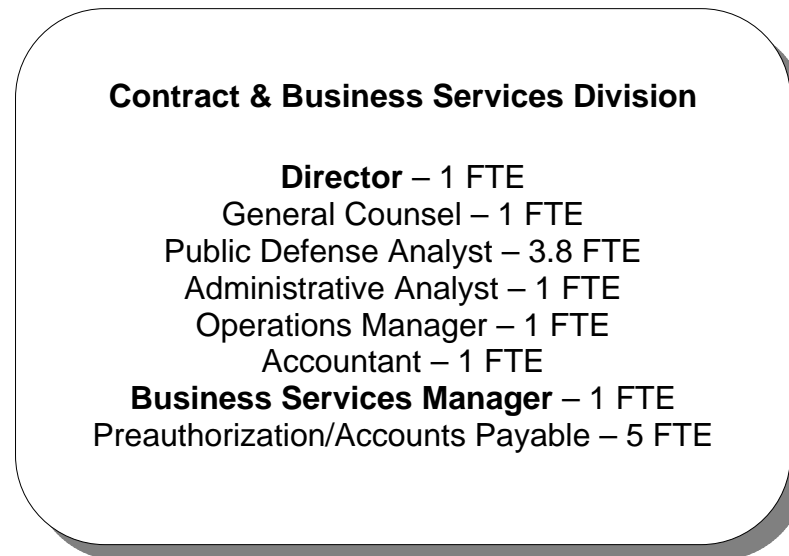 Contract & Business Services Division
Director – 1 FTE
General Counsel – 1 FTE
Public Defense Analyst – 3.8 FTE
Administrative Analyst – 1 FTE
Operations Manager – 1 FTE
Accountant – 1 FTE
Business Services Manager – 1 FTE
Preauthorization/Accounts Payable – 5 FTE